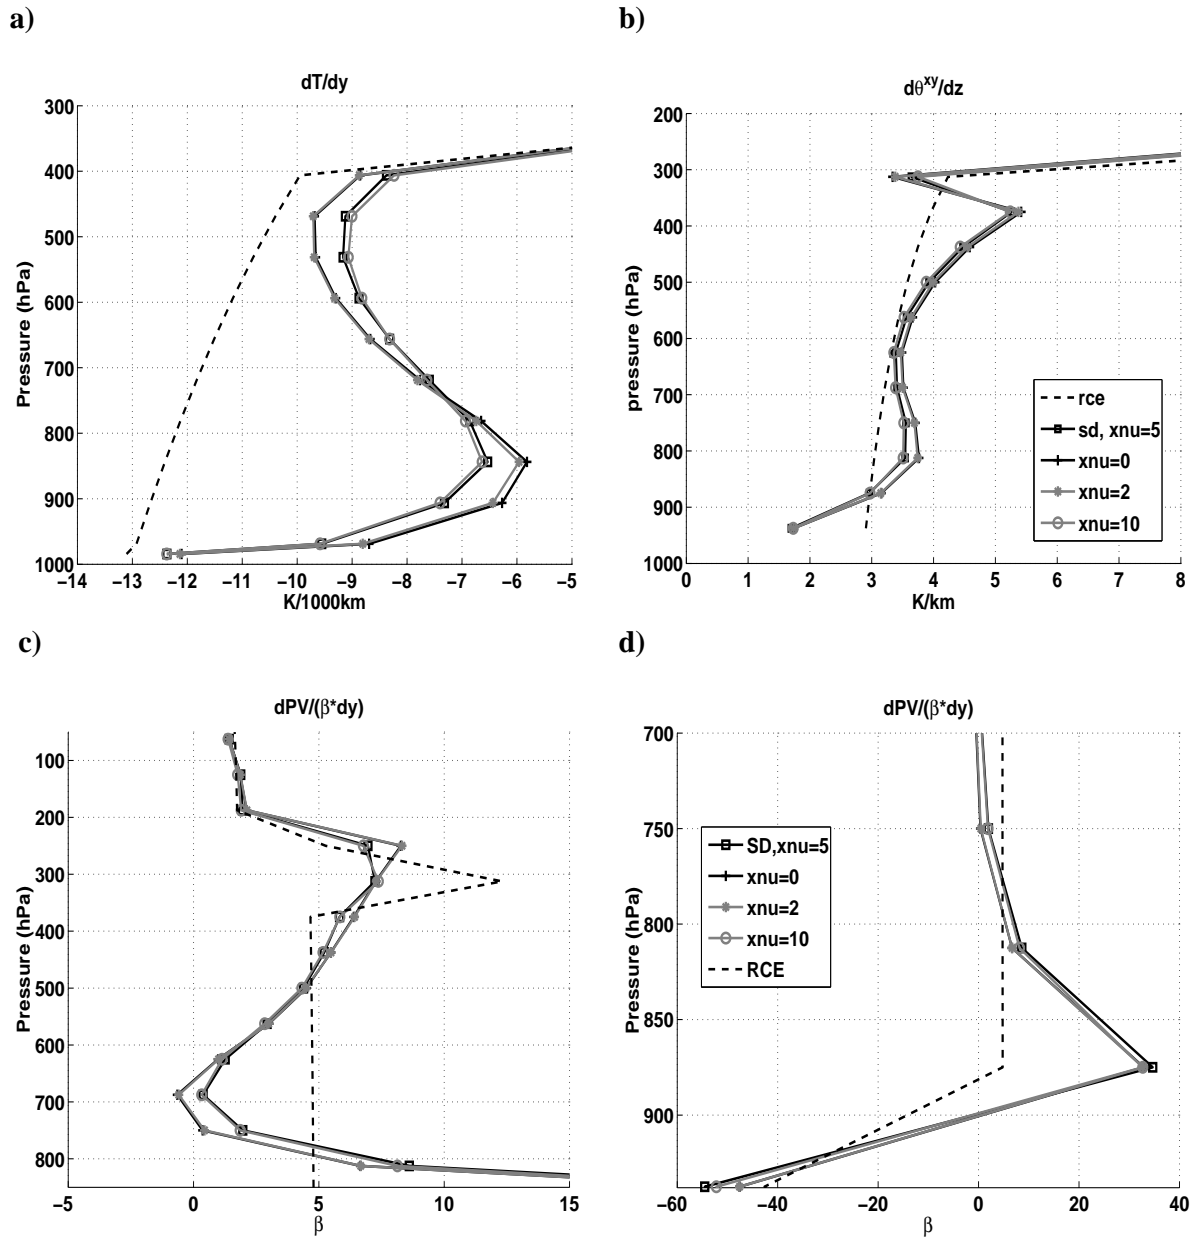 a)
dT/dy
300
400
500
600
700
800
900
1000
Pressure (hPa)
−14 −13 −12 −11 −10 −9 −8 −7 −6 −5
K/1000km
b)
dθxy/dz
200
300
400
500
600
700
800
900
1000
pressure (hPa)
0 1 2 3 4 5 6 7 8
K/km
rce
sd, xnu=5
xnu=0
xnu=2
xnu=10
c)
dPV/(β*dy)
100
200
300
400
500
600
700
800
Pressure (hPa)
−5 0 5 10 15
β
d)
dPV/(β*dy)
700
750
800
850
900
Pressure (hPa)
−60 −40 −20 0 20 40
β
SD,xnu=5
xnu=0
xnu=2
xnu=10
RCE